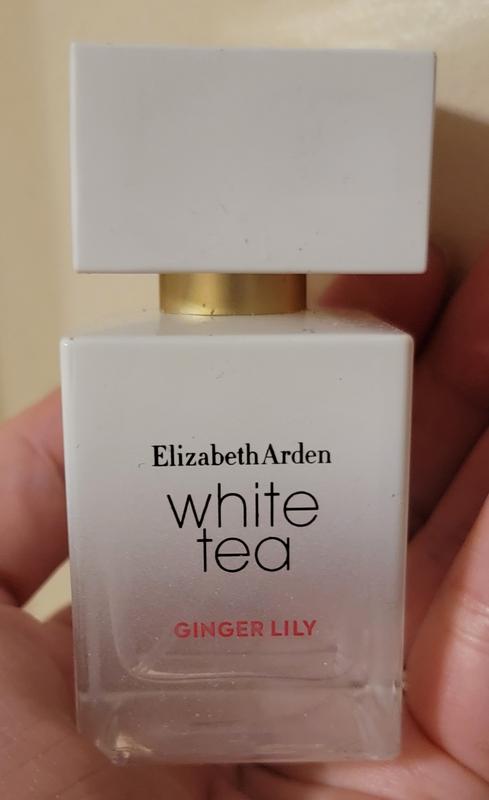 Elizabeth Arden
white
tea
GINGER LILY